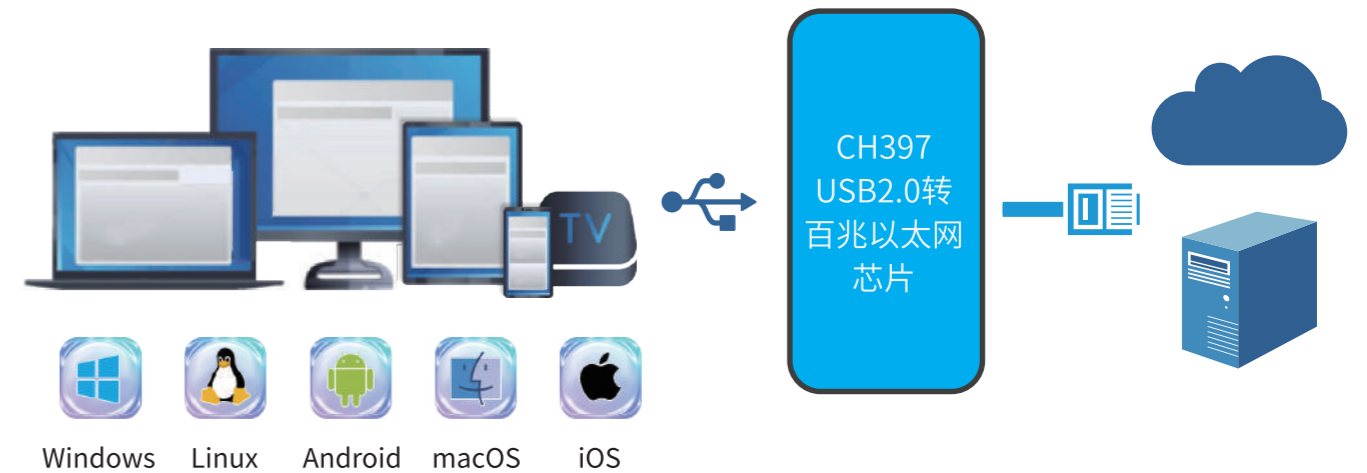 TV
CH397
USB2.0转
百兆以太网
芯片
Windows
Linux
Android
macOS
iOS